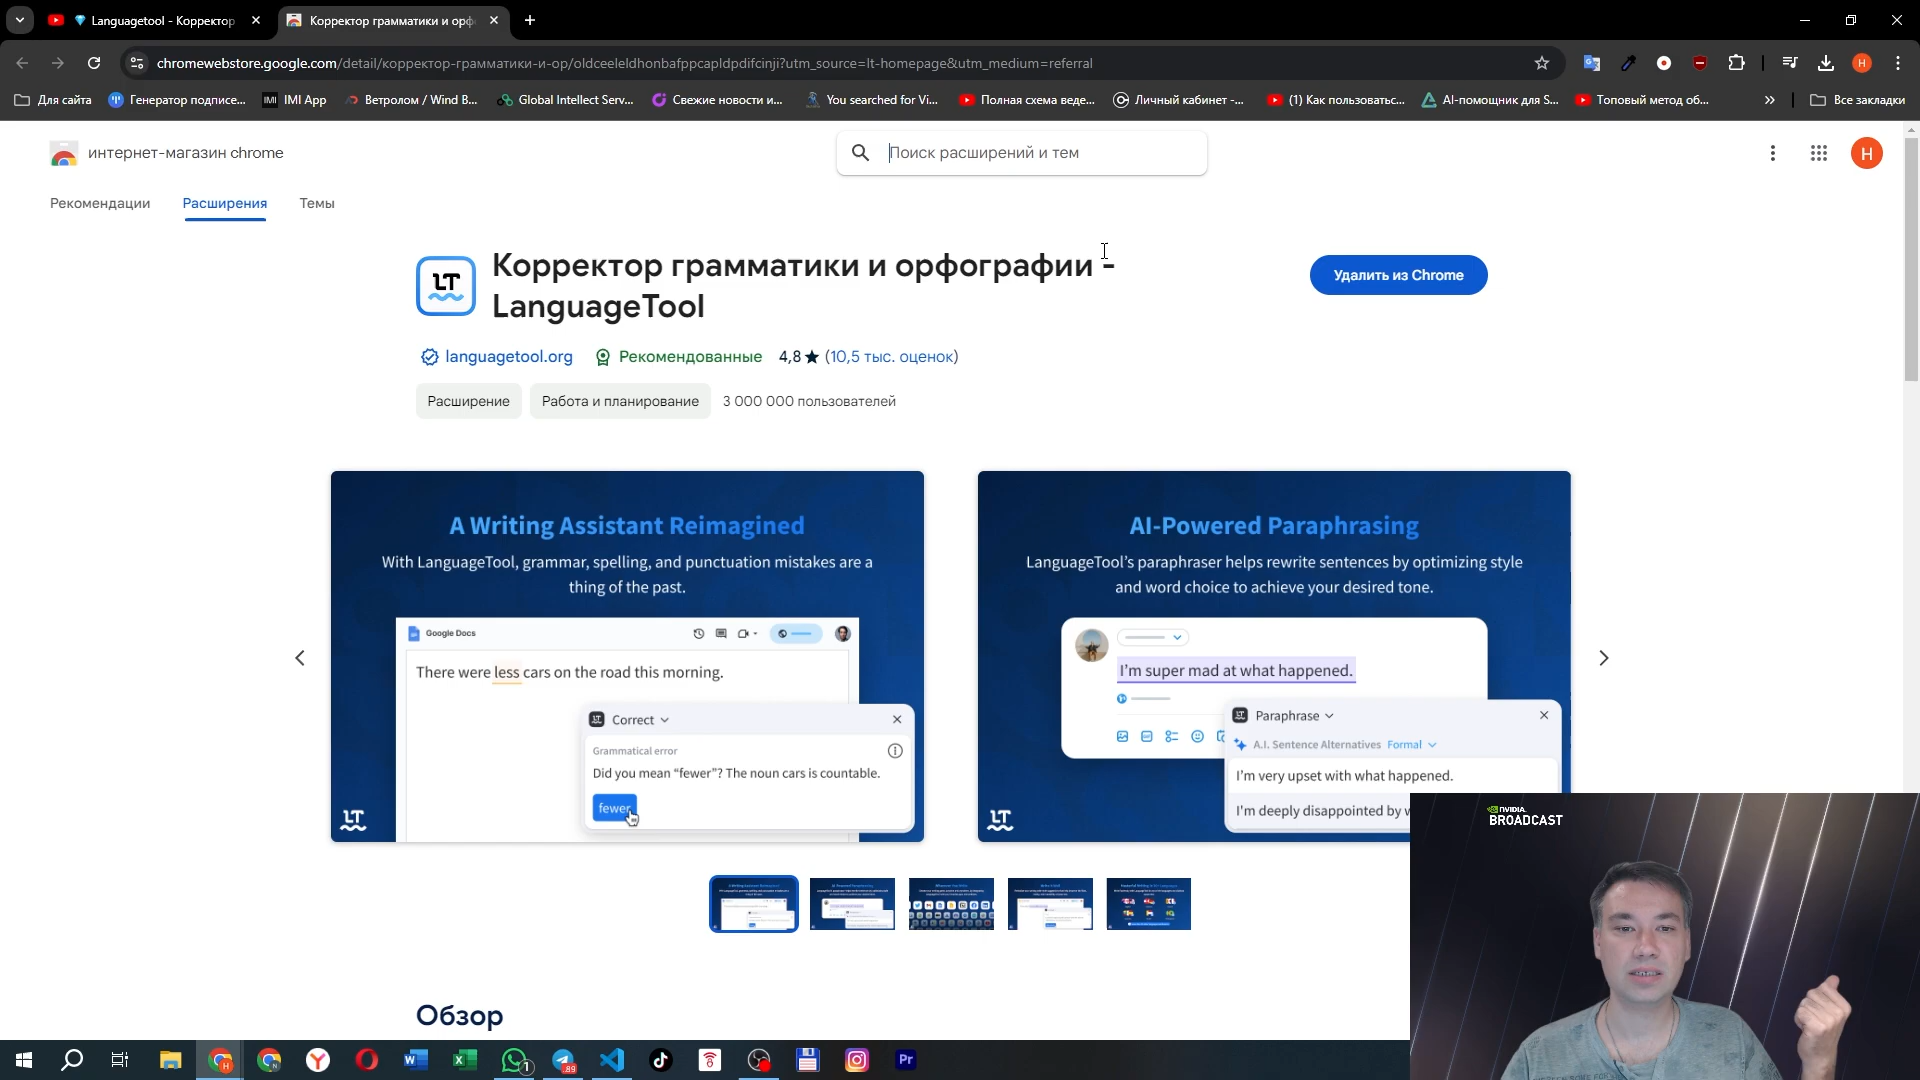 Languagetool - Корректор
Корректор грамматики и орф
chromewebstore.google.com/detail/корректор-грамматики-и-ор/oldceeleldhonbafppcapldpdifcinji?utm_source=lt-homepage&utm_medium=referral
Для сайта
Генератор подписе...
IMI App
Ветролом / Wind B...
Global Intellect Serv...
Свежие новости и...
You searched for Vi...
Полная схема веде...
Личный кабинет -...
(1) Как пользоватьс...
AI-помощник для S...
Топовый метод об...
Все закладки
интернет-магазин chrome
Поиск расширений и тем
H
Рекомендации
Расширения
Темы
LT
Корректор грамматики и орфографии -
LanguageTool
Удалить из Chrome
languagetool.org
Рекомендованные
4,8 ★ (10,5 тыс. оценок)
Расширение
Работа и планирование
3 000 000 пользователей
A Writing Assistant Reimagined
With LanguageTool, grammar, spelling, and punctuation mistakes are a
thing of the past.
Google Docs
There were less cars on the road this morning.
Correct
Grammatical error
Did you mean “fewer”? The noun cars is countable.
fewer
LT
AI-Powered Paraphrasing
LanguageTool’s paraphraser helps rewrite sentences by optimizing style
and word choice to achieve your desired tone.
I’m super mad at what happened.
Paraphrase
A.I. Sentence Alternatives Formal
I’m very upset with what happened.
I'm deeply disappointed by
LT
NVIDIA.
BROADCAST
Обзор